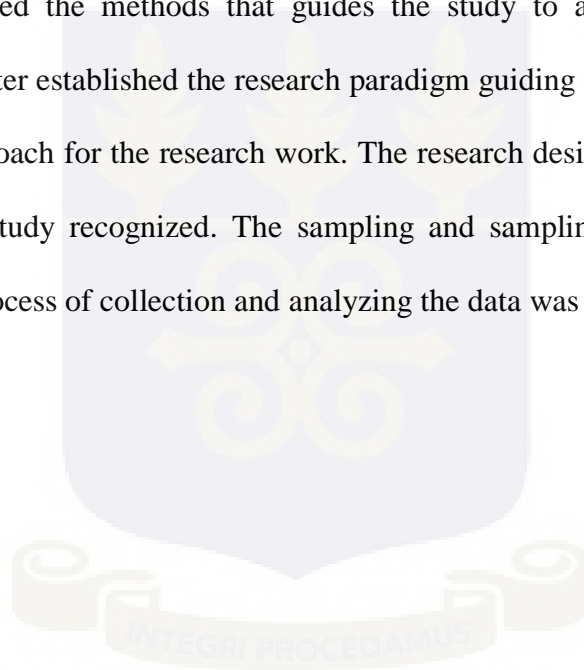 ed the methods that guides the study to a
ter established the research paradigm guiding
oach for the research work. The research desi
tudy recognized. The sampling and samplin
ocess of collection and analyzing the data was
INTEGRI PROCEDAMUS